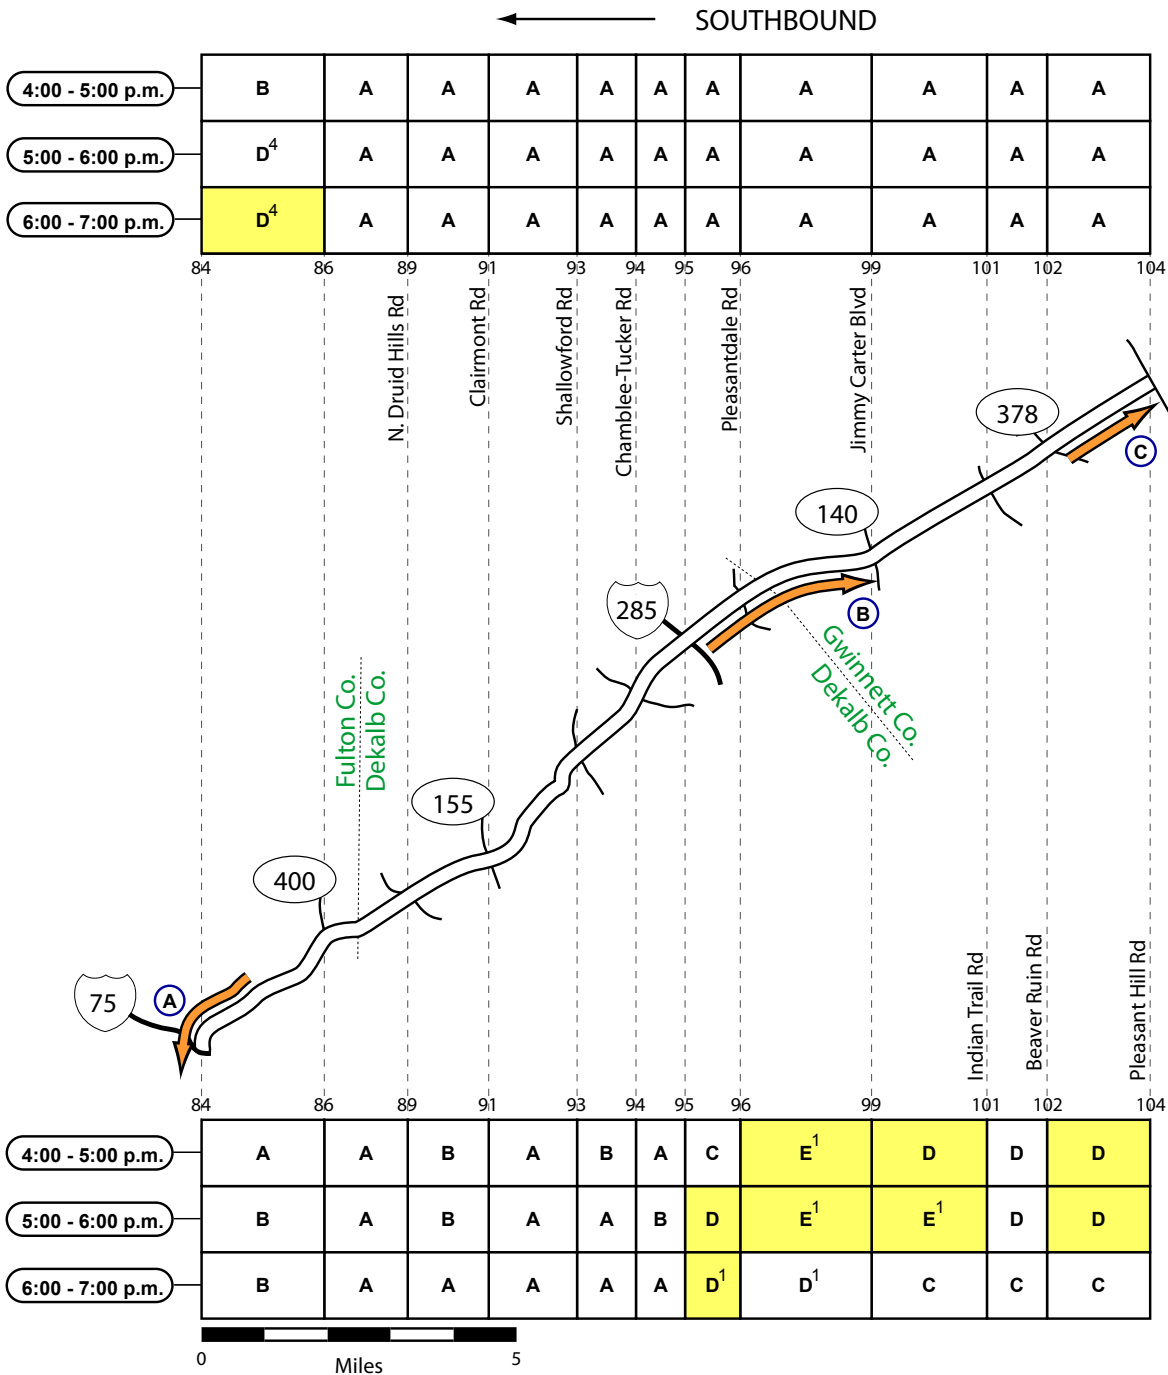 SOUTHBOUND
4:00 - 5:00 p.m. B A A A A A A A A A A
5:00 - 6:00 p.m. D4 A A A A A A A A A A
6:00 - 7:00 p.m. D4 A A A A A A A A A A
84 86 89 91 93 94 95 96 99 101 102 104
N. Druid Hills Rd
Clairmont Rd
Shallowford Rd
Chamblee-Tucker Rd
Pleasantdale Rd
Jimmy Carter Blvd
378
C
140
285
B
Gwinnett Co.
Dekalb Co.
Fulton Co.
Dekalb Co.
155
400
75
A
Indian Trail Rd
Beaver Ruin Rd
Pleasant Hill Rd
84 86 89 91 93 94 95 96 99 101 102 104
4:00 - 5:00 p.m. A A B A B A C E1 D D D
5:00 - 6:00 p.m. B A B A A B D E1 E1 D D
6:00 - 7:00 p.m. B A A A A A D1 D1 C C C
0 Miles 5